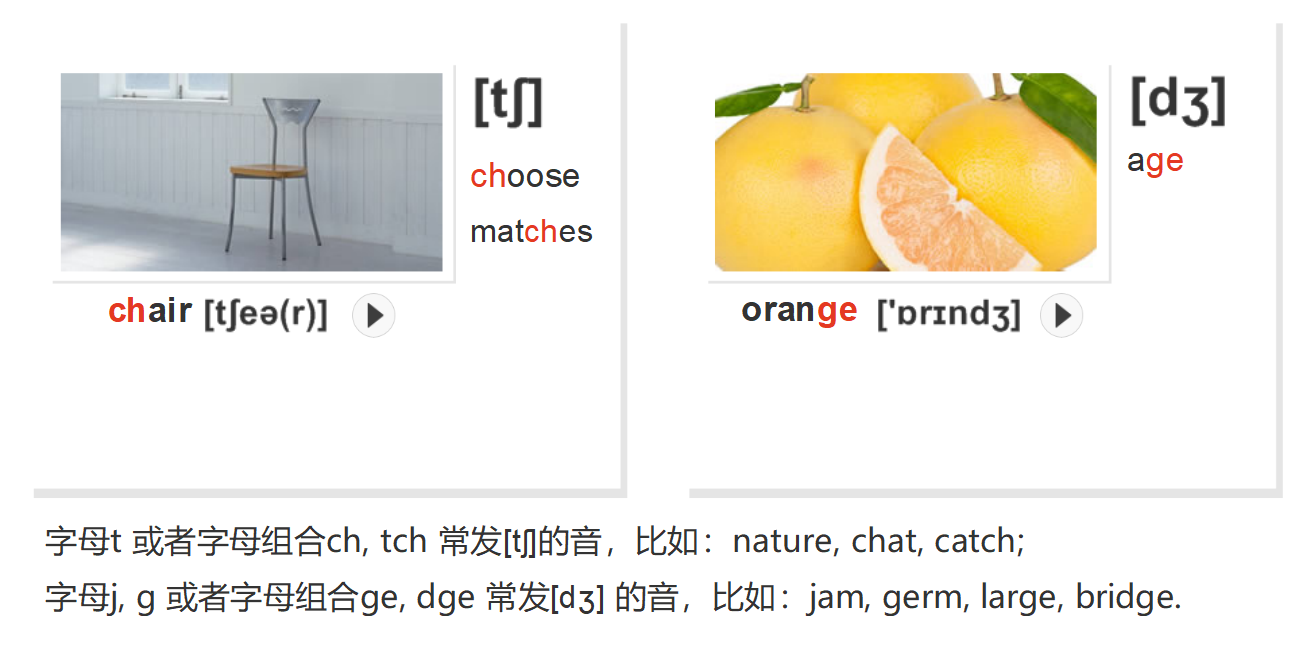 [tʃ]
choose
matches
chair [tʃeə(r)]
[dʒ]
age
orange ['ɒrɪndʒ]
字母t 或者字母组合ch, tch 常发[tʃ]的音，比如：nature, chat, catch;
字母j, g 或者字母组合ge, dge 常发[dʒ] 的音，比如：jam, germ, large, bridge.